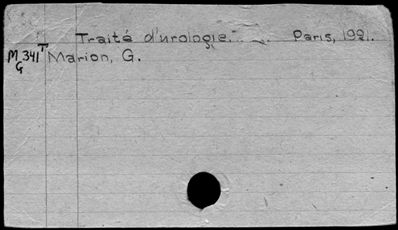 Traité d'urologie. Paris, 1921.
M341T Marion, G.
G